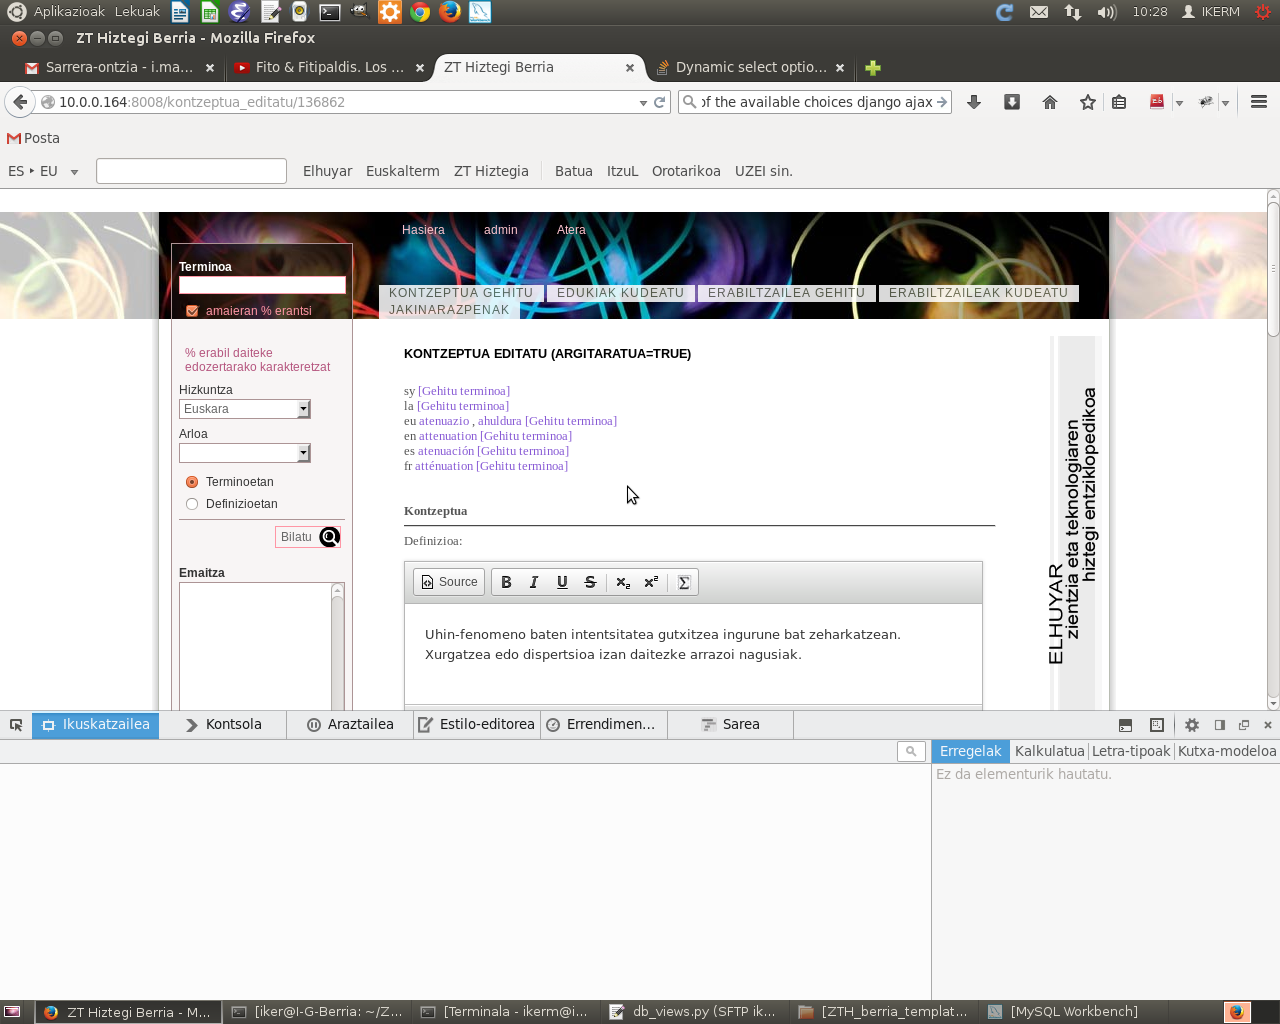 Aplikazioak Lekuak 10:28 IKERM
ZT Hiztegi Berria - Mozilla Firefox
Sarrera-ontzia - i.ma... Fito & Fitipaldis. Los ... ZT Hiztegi Berria Dynamic select optio...
10.0.0.164:8008/kontzeptua_editatu/136862 of the available choices django ajax
Posta
ES ‣ EU Elhuyar Euskalterm ZT Hiztegia Batua ItzuL Orotarikoa UZEI sin.
Hasiera admin Atera
Terminoa
amaieran % erantsi
KONTZEPTUA GEHITU EDUKIAK KUDEATU ERABILTZAILEA GEHITU ERABILTZAILEAK KUDEATU
JAKINARAZPENAK
% erabil daiteke
edozertarako karakteretzat
Hizkuntza
Euskara
Arloa
Terminoetan
Definizioetan
Bilatu
Emaitza
KONTZEPTUA EDITATU (ARGITARATUA=TRUE)
sy [Gehitu terminoa]
la [Gehitu terminoa]
eu atenuazio , ahuldura [Gehitu terminoa]
en attenuation [Gehitu terminoa]
es atenuación [Gehitu terminoa]
fr atténuation [Gehitu terminoa]
Kontzeptua
Definizioa:
Source B I U S x₂ x² Σ
Uhin-fenomeno baten intentsitatea gutxitzea ingurune bat zeharkatzean.
Xurgatzea edo dispertsioa izan daitezke arrazoi nagusiak.
ELHUYAR
zientzia eta teknologiaren
hiztegi entziklopedikoa
Ikuskatzailea Kontsola Araztailea Estilo-editorea Errendimen... Sarea
Erregelak Kalkulatua Letra-tipoak Kutxa-modeloa
Ez da elementurik hautatu.
ZT Hiztegi Berria - M... [iker@I-G-Berria: ~/Z... [Terminala - ikerm@i... db_views.py (SFTP ik... [ZTH_berria_templat... [MySQL Workbench]